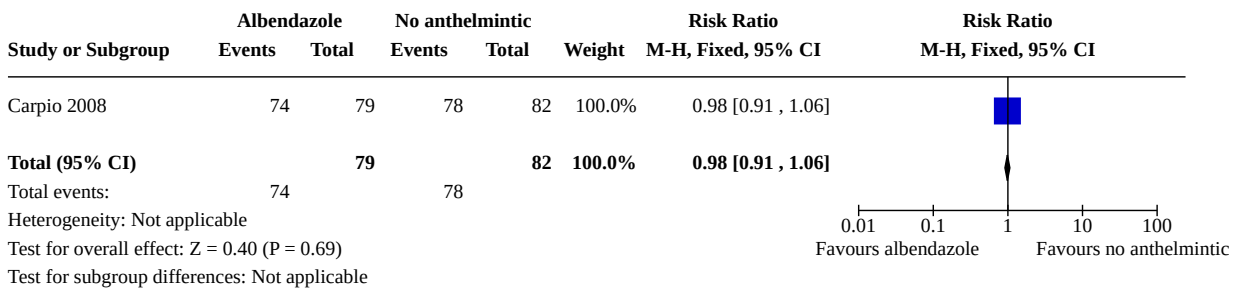 Albendazole No anthelmintic Risk Ratio Risk Ratio
Study or Subgroup Events Total Events Total Weight M-H, Fixed, 95% CI M-H, Fixed, 95% CI
Carpio 2008 74 79 78 82 100.0% 0.98 [0.91 , 1.06]
Total (95% CI) 79 82 100.0% 0.98 [0.91 , 1.06]
Total events: 74 78
Heterogeneity: Not applicable
0.01 0.1 1 10 100
Test for overall effect: Z = 0.40 (P = 0.69) Favours albendazole Favours no anthelmintic
Test for subgroup differences: Not applicable